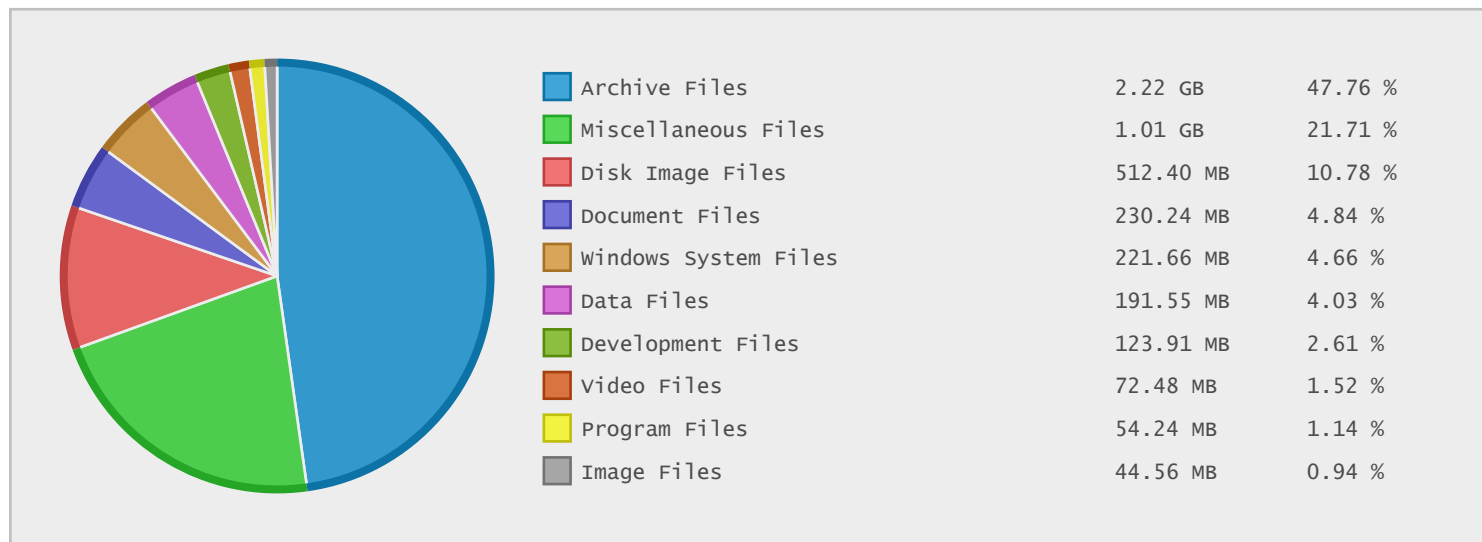 Archive Files 2.22 GB 47.76 %
Miscellaneous Files 1.01 GB 21.71 %
Disk Image Files 512.40 MB 10.78 %
Document Files 230.24 MB 4.84 %
Windows System Files 221.66 MB 4.66 %
Data Files 191.55 MB 4.03 %
Development Files 123.91 MB 2.61 %
Video Files 72.48 MB 1.52 %
Program Files 54.24 MB 1.14 %
Image Files 44.56 MB 0.94 %